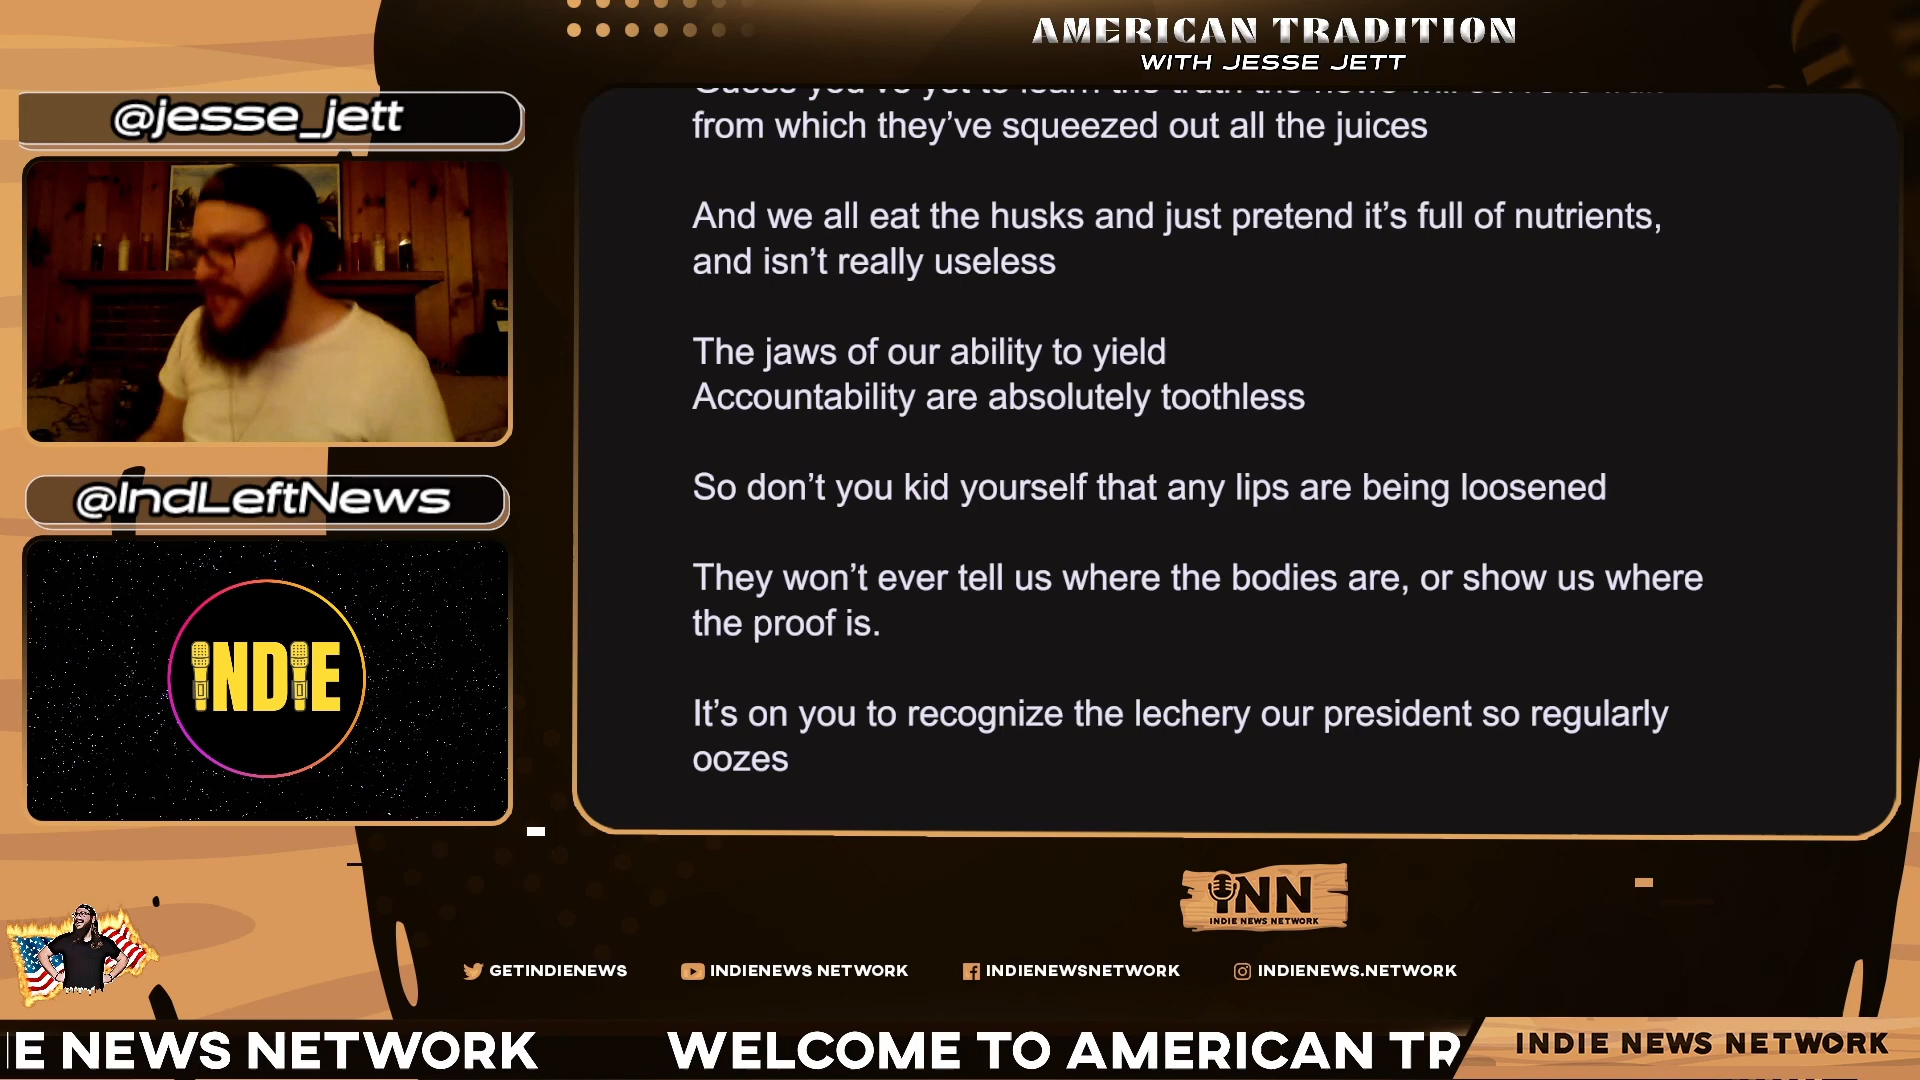 AMERICAN TRADITION
WITH JESSE JETT
@jesse_jett
from which they’ve squeezed out all the juices
And we all eat the husks and just pretend it’s full of nutrients,
and isn’t really useless
The jaws of our ability to yield
Accountability are absolutely toothless
So don’t you kid yourself that any lips are being loosened
They won’t ever tell us where the bodies are, or show us where
the proof is.
It’s on you to recognize the lechery our president so regularly
oozes
@IndLeftNews
INDIE
INN
INDIE NEWS NETWORK
GETINDIENEWS
INDIENEWS NETWORK
INDIENEWSNETWORK
INDIENEWS.NETWORK
IE NEWS NETWORK WELCOME TO AMERICAN TR
INDIE NEWS NETWORK